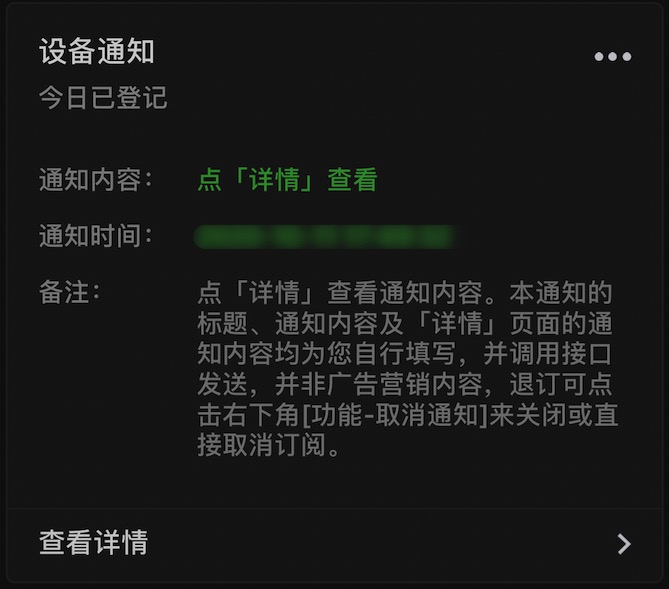 设备通知
今日已登记
通知内容： 点「详情」查看
通知时间：
备注： 点「详情」查看通知内容。本通知的
标题、通知内容及「详情」页面的通
知内容均为您自行填写，并调用接口
发送，并非广告营销内容，退订可点
击右下角[功能-取消通知]来关闭或直
接取消订阅。
查看详情